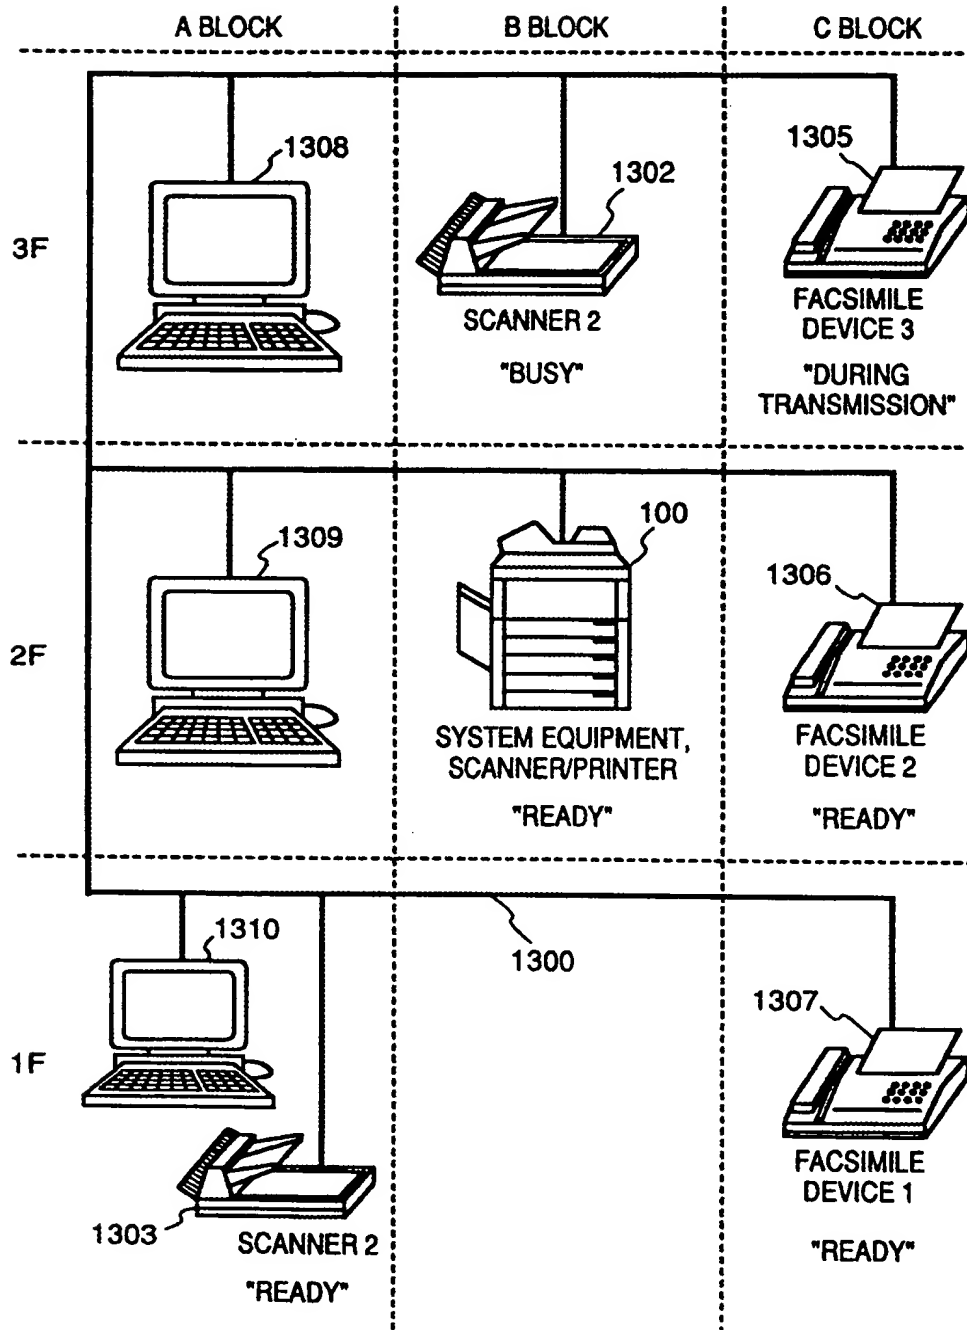 A BLOCK
B BLOCK
C BLOCK
3F
1308
1302
1305
SCANNER 2
"BUSY"
FACSIMILE
DEVICE 3
"DURING
TRANSMISSION"
2F
1309
100
1306
SYSTEM EQUIPMENT,
SCANNER/PRINTER
"READY"
FACSIMILE
DEVICE 2
"READY"
1F
1310
1300
1307
1303
SCANNER 2
"READY"
FACSIMILE
DEVICE 1
"READY"